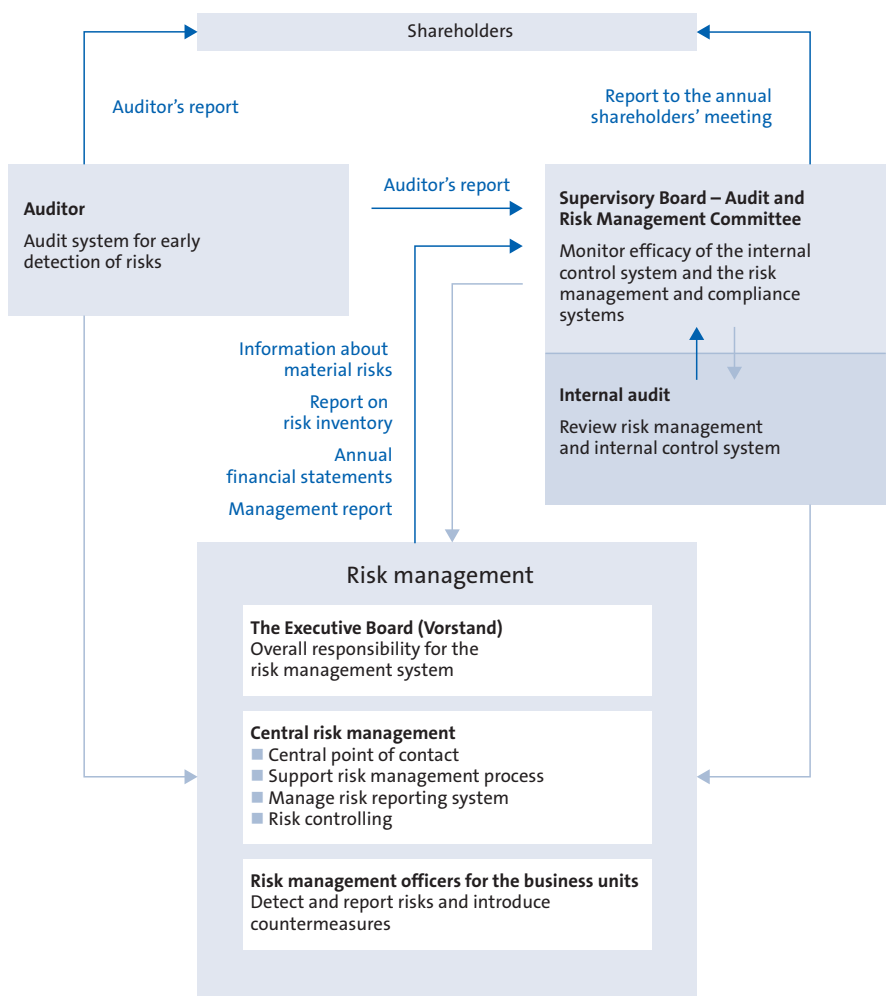 Shareholders
Auditor’s report
Report to the annual
shareholders’ meeting
Auditor
Audit system for early
detection of risks
Auditor’s report
Supervisory Board – Audit and
Risk Management Committee
Monitor efficacy of the internal
control system and the risk
management and compliance
systems
Information about
material risks
Report on
risk inventory
Annual
financial statements
Management report
Internal audit
Review risk management
and internal control system
Risk management
The Executive Board (Vorstand)
Overall responsibility for the
risk management system
Central risk management
Central point of contact
Support risk management process
Manage risk reporting system
Risk controlling
Risk management officers for the business units
Detect and report risks and introduce
countermeasures